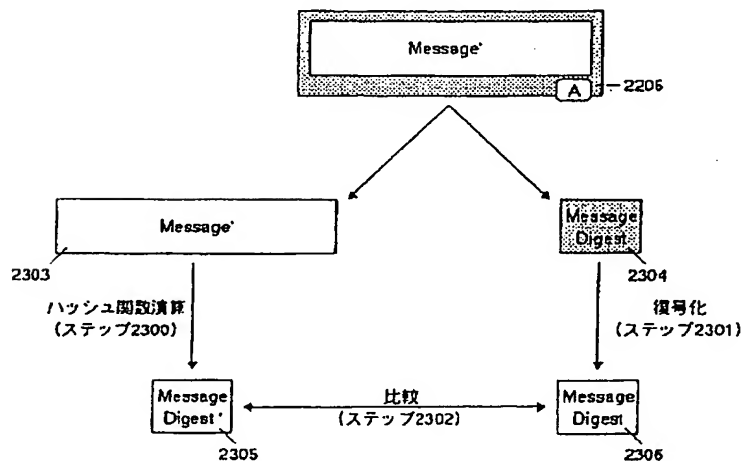 Message'
A
2206
Message'
Message
Digest
2303
2304
ハッシュ関数演算
(ステップ2300)
復号化
(ステップ2301)
Message
Digest'
比較
(ステップ2302)
Message
Digest
2305
2306